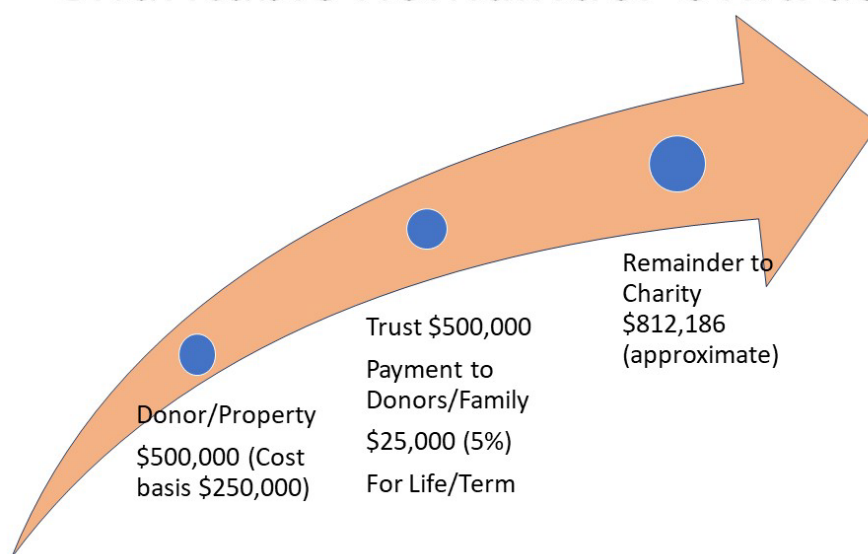 Donor/Property
$500,000 (Cost
basis $250,000)
Trust $500,000
Payment to
Donors/Family
$25,000 (5%)
For Life/Term
Remainder to
Charity
$812,186
(approximate)